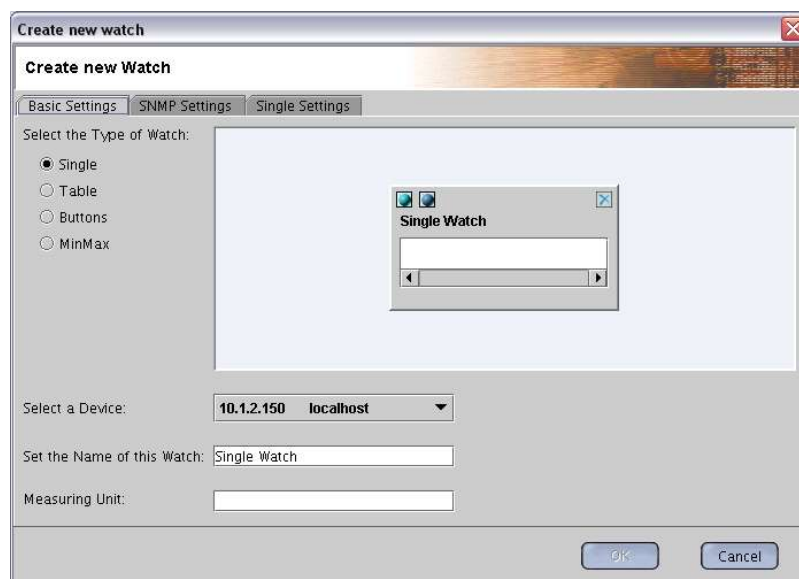 Create new watch
Create new Watch
Basic Settings SNMP Settings Single Settings
Select the Type of Watch:
Single
Table
Buttons
MinMax
Single Watch
Select a Device:
10.1.2.150 localhost
Set the Name of this Watch: Single Watch
Measuring Unit:
OK Cancel